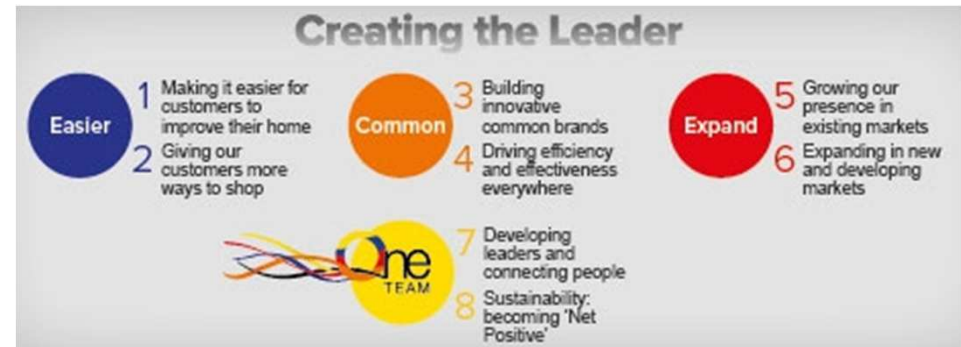 Creating the Leader
Easier
1 Making it easier for
customers to
improve their home
2 Giving our
customers more
ways to shop
Common
3 Building
innovative
common brands
4 Driving efficiency
and effectiveness
everywhere
Expand
5 Growing our
presence in
existing markets
6 Expanding in new
and developing
markets
One
TEAM
7 Developing
leaders and
connecting people
8 Sustainability:
becoming 'Net
Positive'